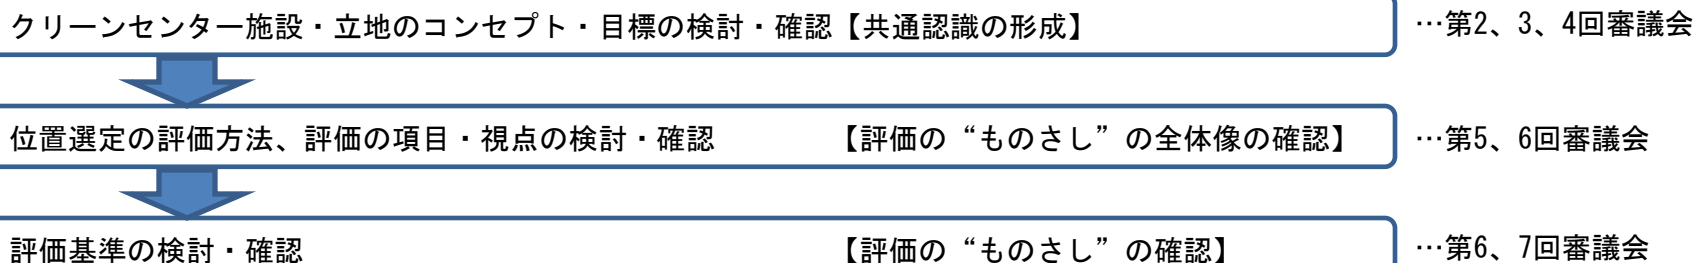 クリーンセンター施設・立地のコンセプト・目標の検討・確認【共通認識の形成】 …第2、3、4回審議会
位置選定の評価方法、評価の項目・視点の検討・確認 【評価の“ものさし”の全体像の確認】 …第5、6回審議会
評価基準の検討・確認 【評価の“ものさし”の確認】 …第6、7回審議会